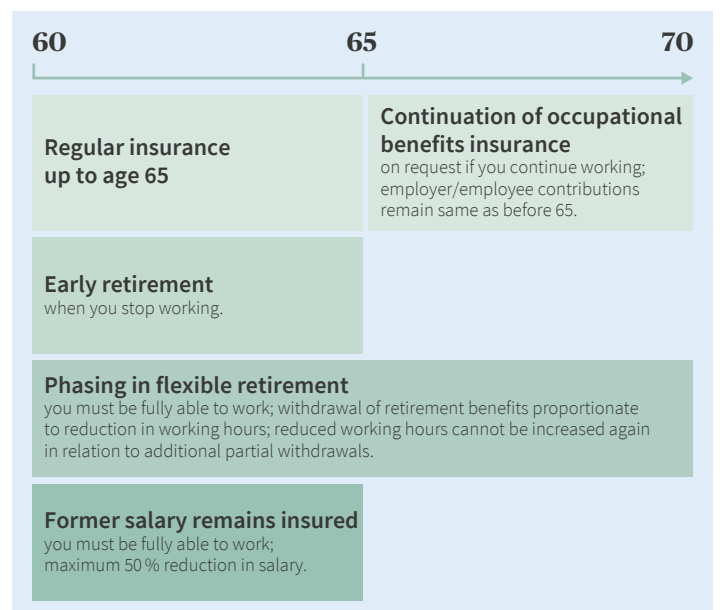 60 65 70
Regular insurance
up to age 65
Continuation of occupational
benefits insurance
on request if you continue working;
employer/employee contributions
remain same as before 65.
Early retirement
when you stop working.
Phasing in flexible retirement
you must be fully able to work; withdrawal of retirement benefits proportionate
to reduction in working hours; reduced working hours cannot be increased again
in relation to additional partial withdrawals.
Former salary remains insured
you must be fully able to work;
maximum 50 % reduction in salary.